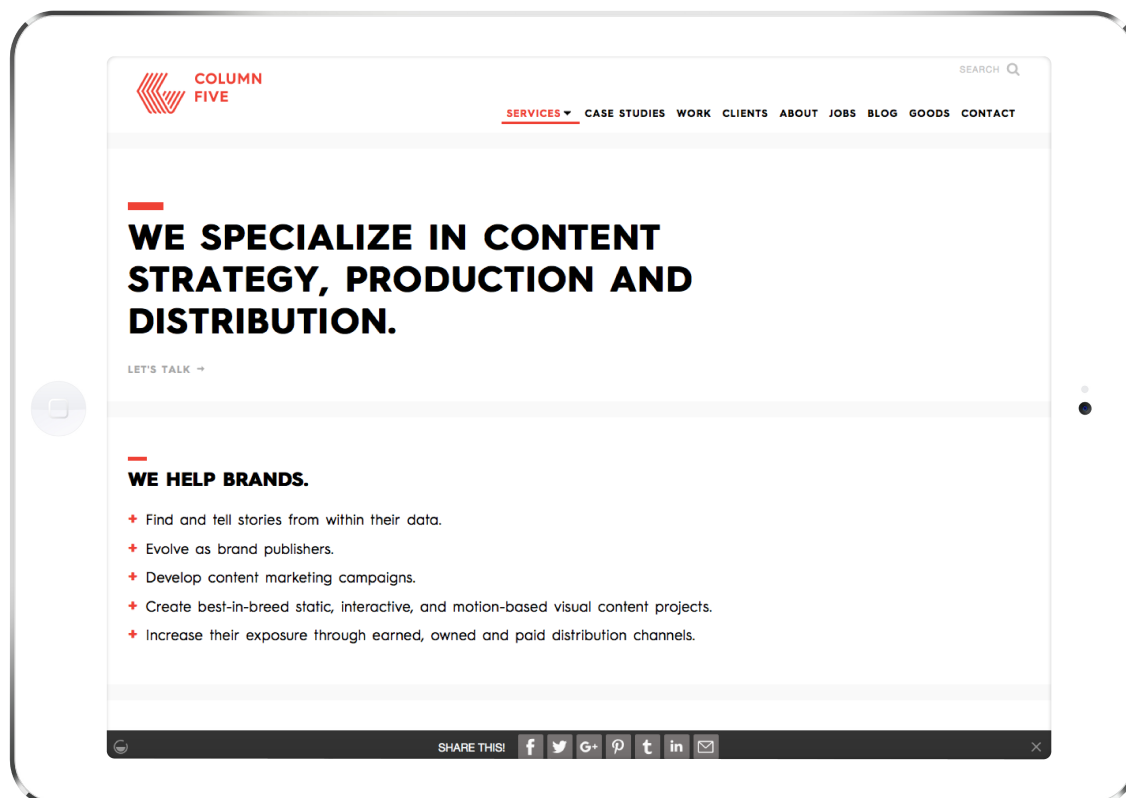 COLUMN
FIVE
SEARCH
SERVICES CASE STUDIES WORK CLIENTS ABOUT JOBS BLOG GOODS CONTACT
WE SPECIALIZE IN CONTENT
STRATEGY, PRODUCTION AND
DISTRIBUTION.
LET'S TALK →
WE HELP BRANDS.
+ Find and tell stories from within their data.
+ Evolve as brand publishers.
+ Develop content marketing campaigns.
+ Create best-in-breed static, interactive, and motion-based visual content projects.
+ Increase their exposure through earned, owned and paid distribution channels.
SHARE THIS! f G+ t in